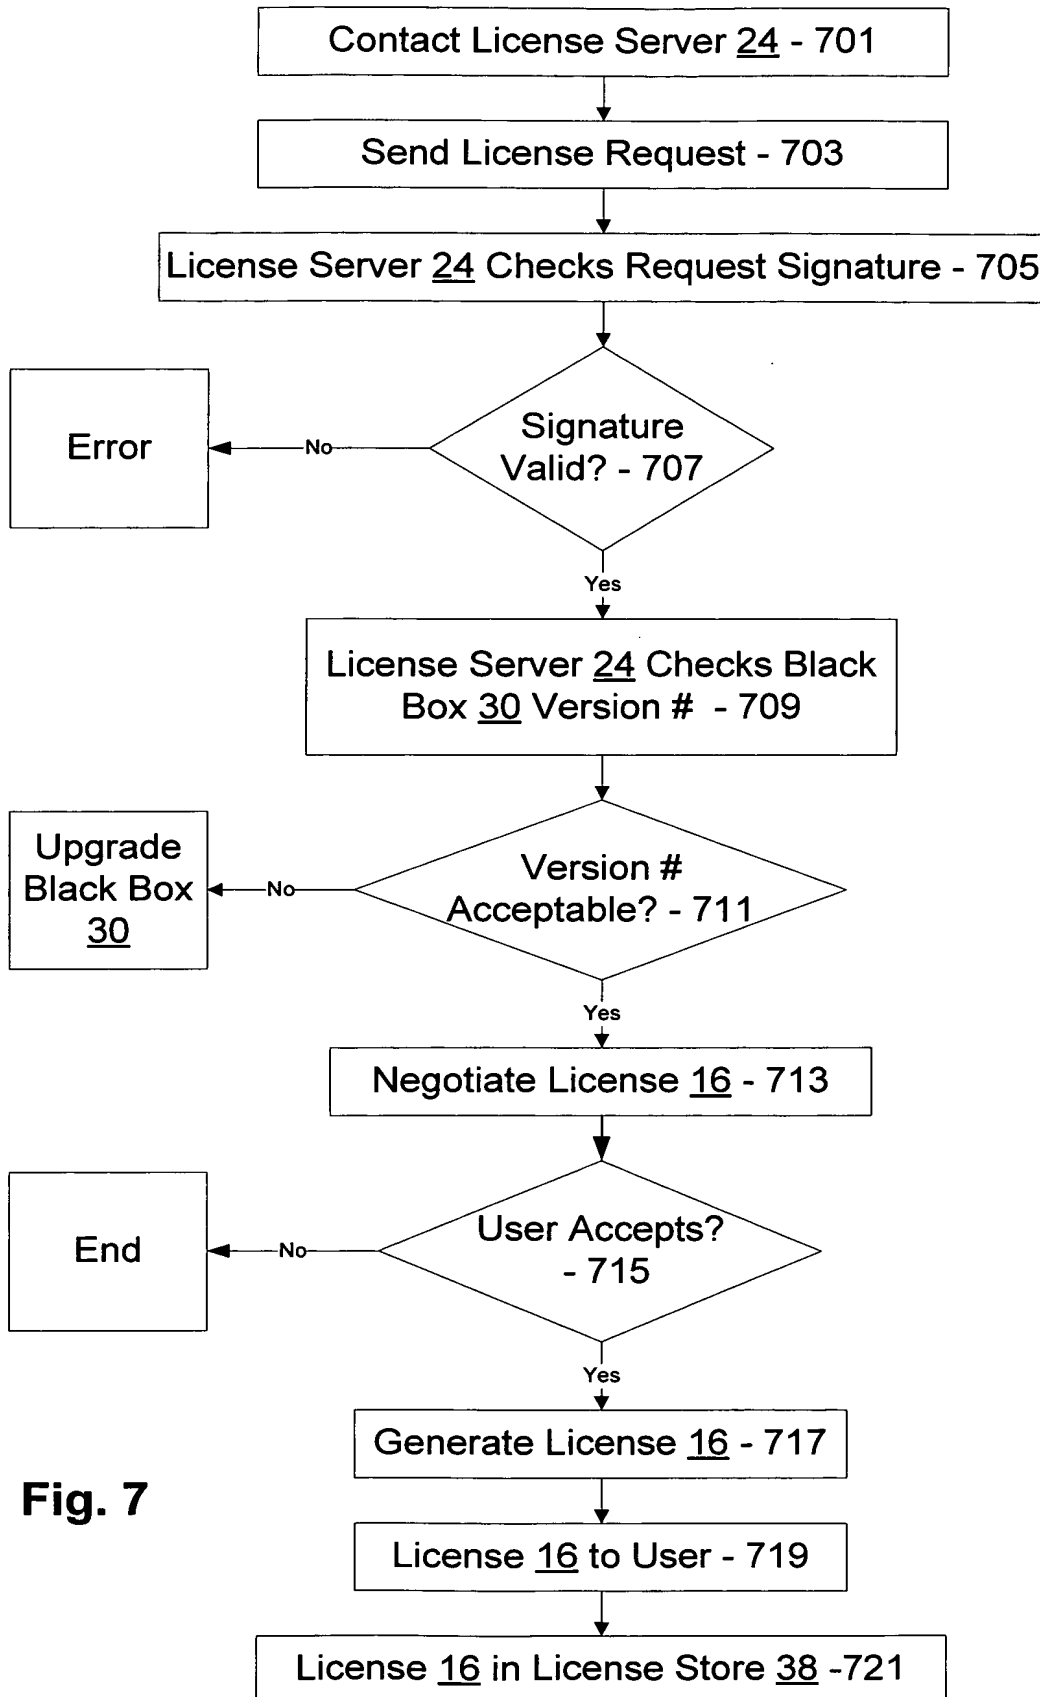 Contact License Server 24 - 701
Send License Request - 703
License Server 24 Checks Request Signature - 705
Signature
Valid? - 707
No
Error
Yes
License Server 24 Checks Black
Box 30 Version # - 709
Version #
Acceptable? - 711
No
Upgrade
Black Box
30
Yes
Negotiate License 16 - 713
User Accepts?
- 715
No
End
Yes
Generate License 16 - 717
License 16 to User - 719
License 16 in License Store 38 -721
Fig. 7